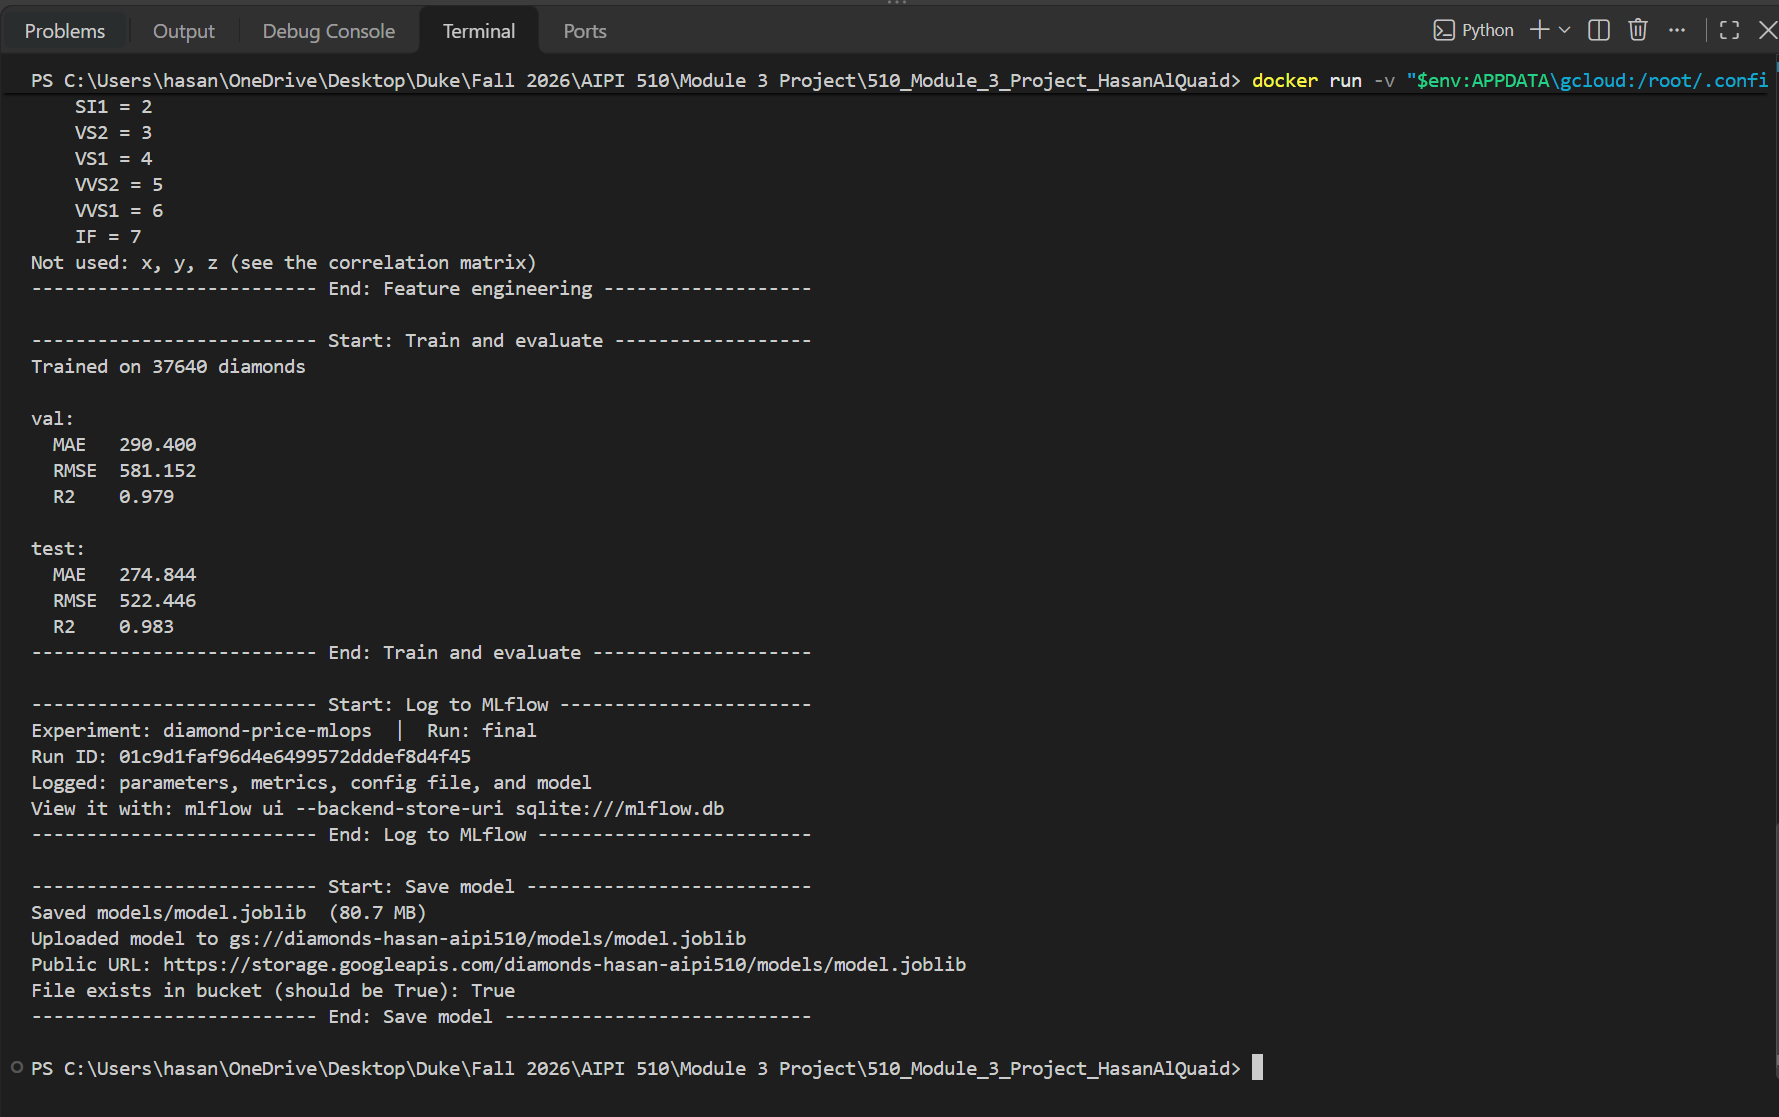 Problems Output Debug Console Terminal Ports Python
PS C:\Users\hasan\OneDrive\Desktop\Duke\Fall 2026\AIPI 510\Module 3 Project\510_Module_3_Project_HasanAlQuaid> docker run -v "$env:APPDATA\gcloud:/root/.confi
SI1 = 2
VS2 = 3
VS1 = 4
VVS2 = 5
VVS1 = 6
IF = 7
Not used: x, y, z (see the correlation matrix)
-------------------------- End: Feature engineering -------------------
-------------------------- Start: Train and evaluate ------------------
Trained on 37640 diamonds
val:
MAE 290.400
RMSE 581.152
R2 0.979
test:
MAE 274.844
RMSE 522.446
R2 0.983
-------------------------- End: Train and evaluate --------------------
-------------------------- Start: Log to MLflow -----------------------
Experiment: diamond-price-mlops | Run: final
Run ID: 01c9d1faf96d4e6499572dddef8d4f45
Logged: parameters, metrics, config file, and model
View it with: mlflow ui --backend-store-uri sqlite:///mlflow.db
-------------------------- End: Log to MLflow -------------------------
-------------------------- Start: Save model --------------------------
Saved models/model.joblib (80.7 MB)
Uploaded model to gs://diamonds-hasan-aipi510/models/model.joblib
Public URL: https://storage.googleapis.com/diamonds-hasan-aipi510/models/model.joblib
File exists in bucket (should be True): True
-------------------------- End: Save model ----------------------------
PS C:\Users\hasan\OneDrive\Desktop\Duke\Fall 2026\AIPI 510\Module 3 Project\510_Module_3_Project_HasanAlQuaid>